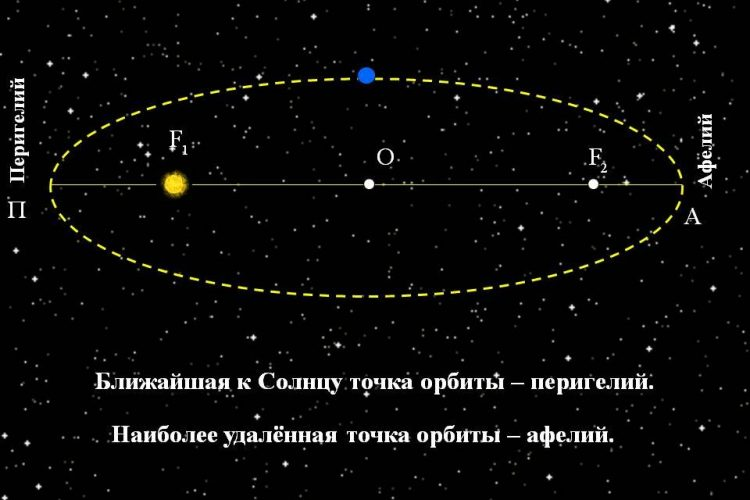 Перигелий
П
F1
O
F2
Афелий
А
Ближайшая к Солнцу точка орбиты – перигелий.
Наиболее удалённая точка орбиты – афелий.